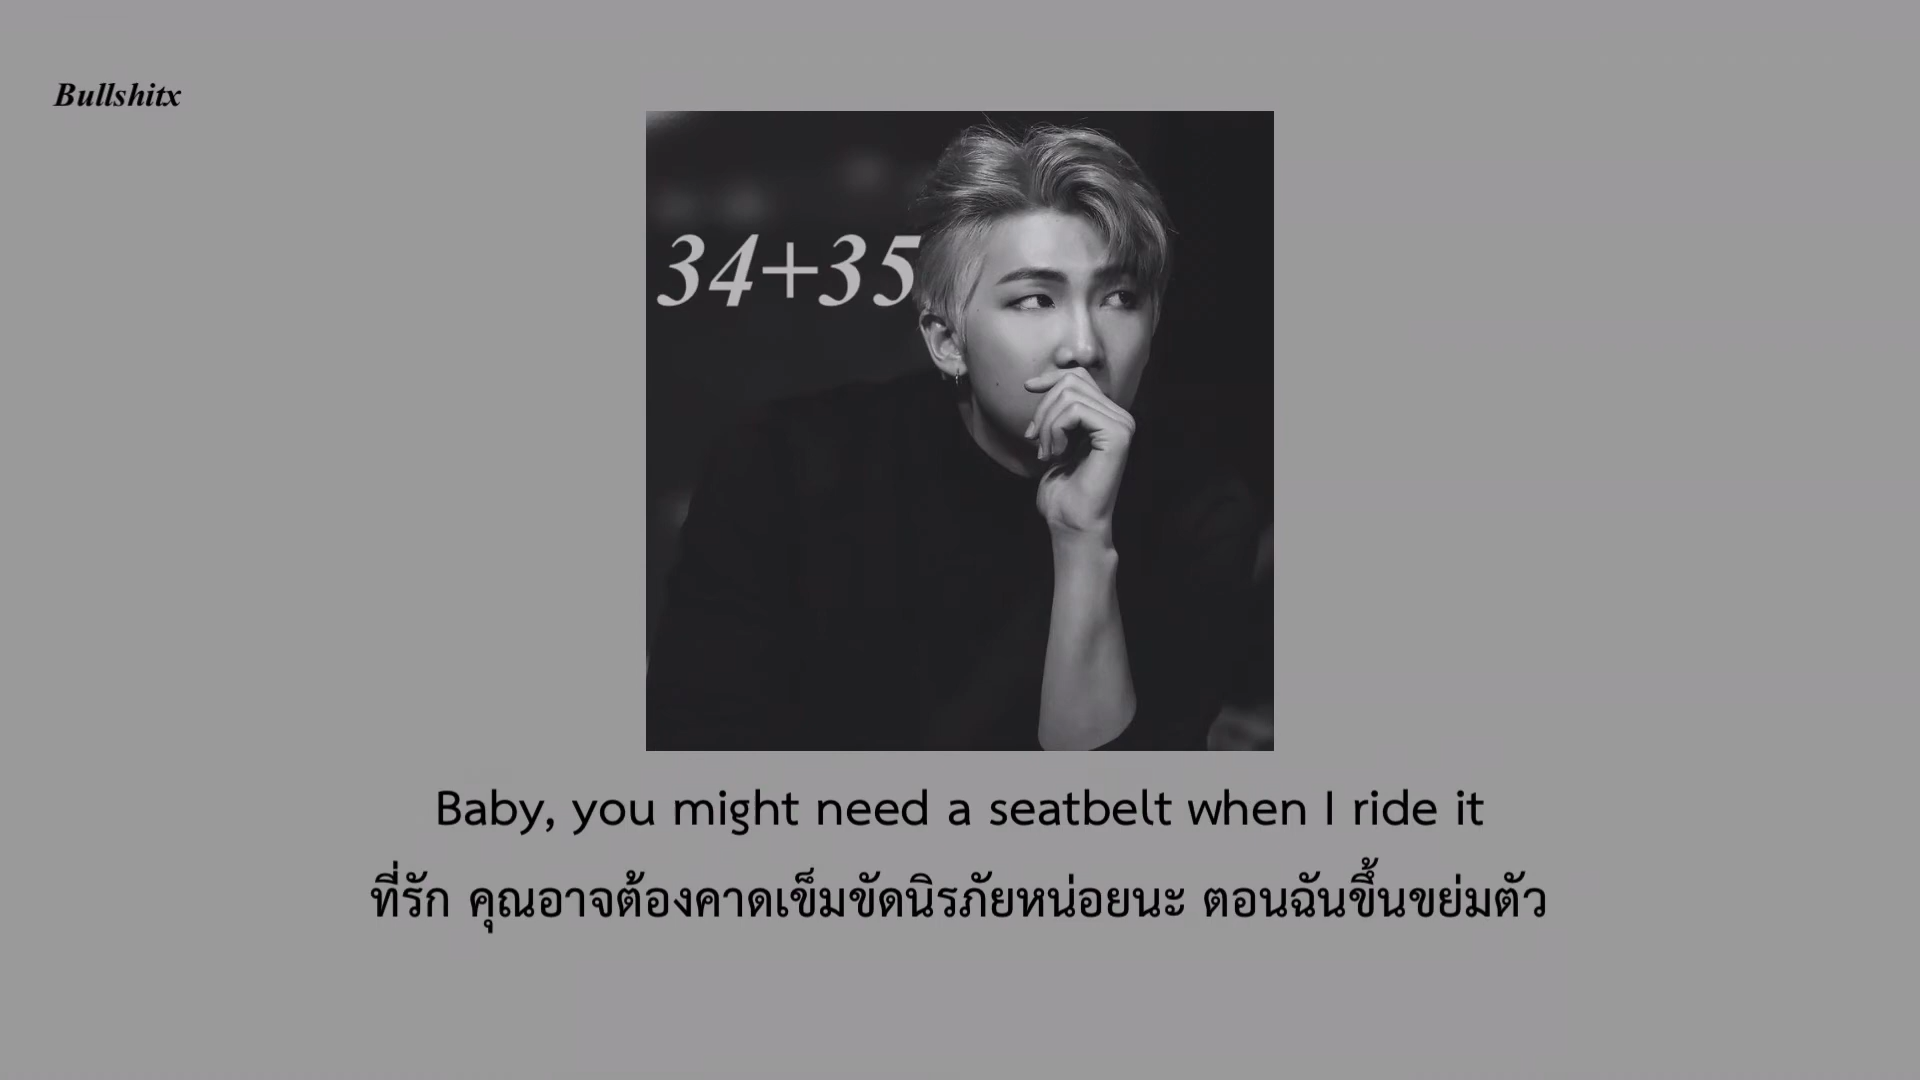 Bullshitx
34+35
Baby, you might need a seatbelt when I ride it
ที่รัก คุณอาจต้องคาดเข็มขัดนิรภัยหน่อยนะ ตอนฉันขึ้นขย่มตัว